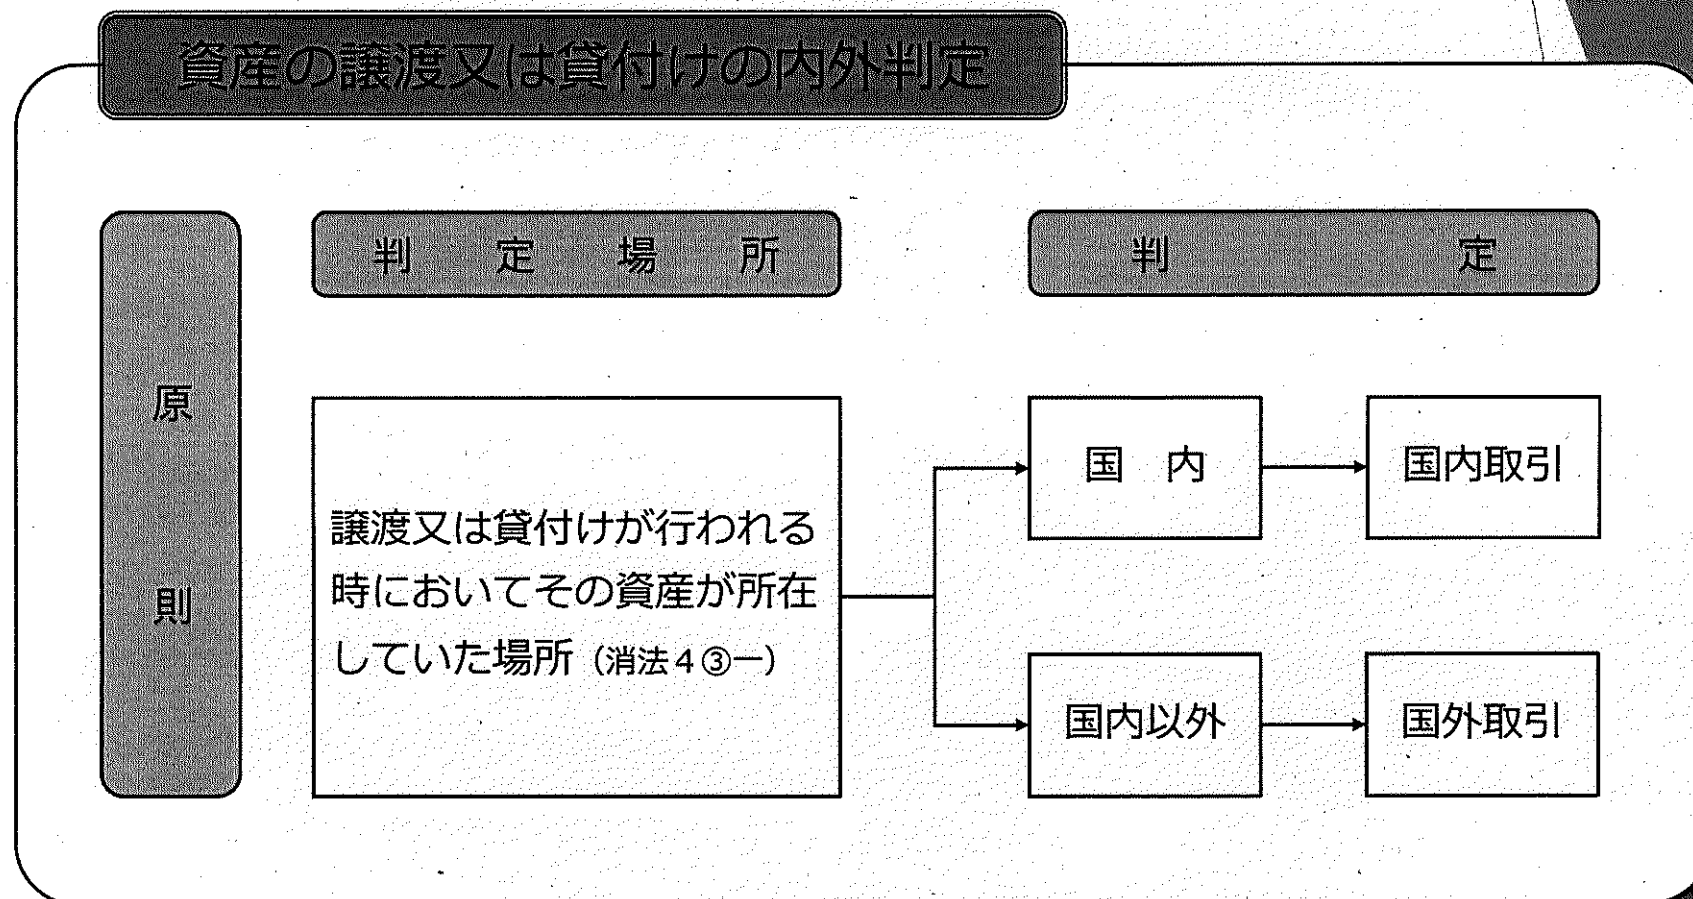 資産の譲渡又は貸付けの内外判定
判定場所
判定
原則
譲渡又は貸付けが行われる
時においてその資産が所在
していた場所（消法4③一）
国内
国内取引
国内以外
国外取引